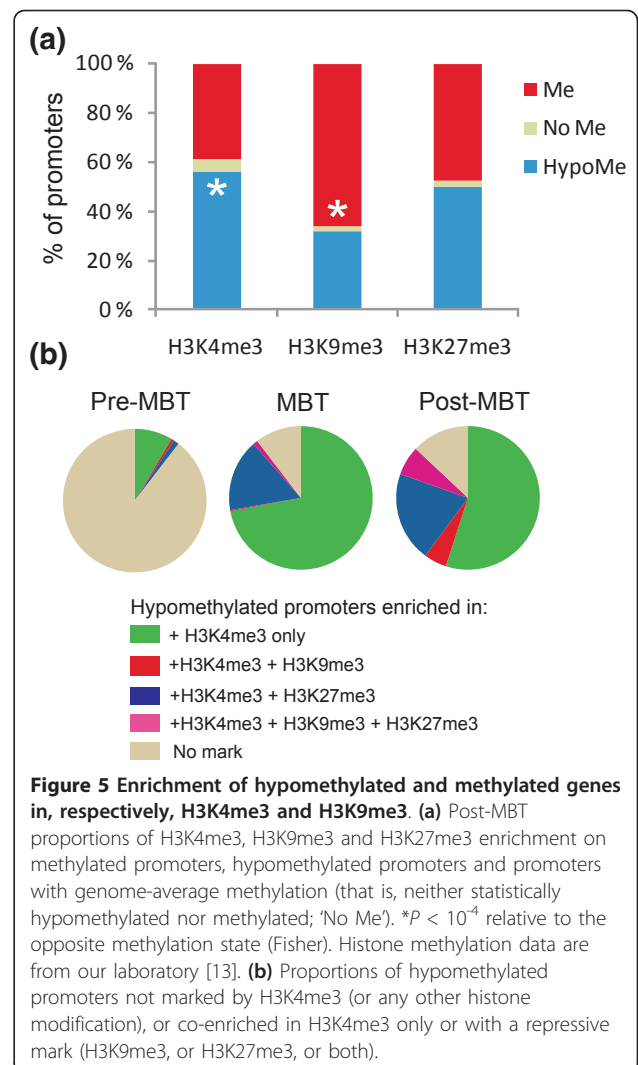 (a)
100 %
80 %
60 %
40 %
20 %
0 %
% of promoters
*
*
Me
No Me
HypoMe
H3K4me3 H3K9me3 H3K27me3
(b)
Pre-MBT MBT Post-MBT
Hypomethylated promoters enriched in:
+ H3K4me3 only
+H3K4me3 + H3K9me3
+H3K4me3 + H3K27me3
+H3K4me3 + H3K9me3 + H3K27me3
No mark
Figure 5 Enrichment of hypomethylated and methylated genes
in, respectively, H3K4me3 and H3K9me3. (a) Post-MBT
proportions of H3K4me3, H3K9me3 and H3K27me3 enrichment on
methylated promoters, hypomethylated promoters and promoters
with genome-average methylation (that is, neither statistically
hypomethylated nor methylated; ‘No Me’). *P < 10⁻⁴ relative to the
opposite methylation state (Fisher). Histone methylation data are
from our laboratory [13]. (b) Proportions of hypomethylated
promoters not marked by H3K4me3 (or any other histone
modification), or co-enriched in H3K4me3 only or with a repressive
mark (H3K9me3, or H3K27me3, or both).